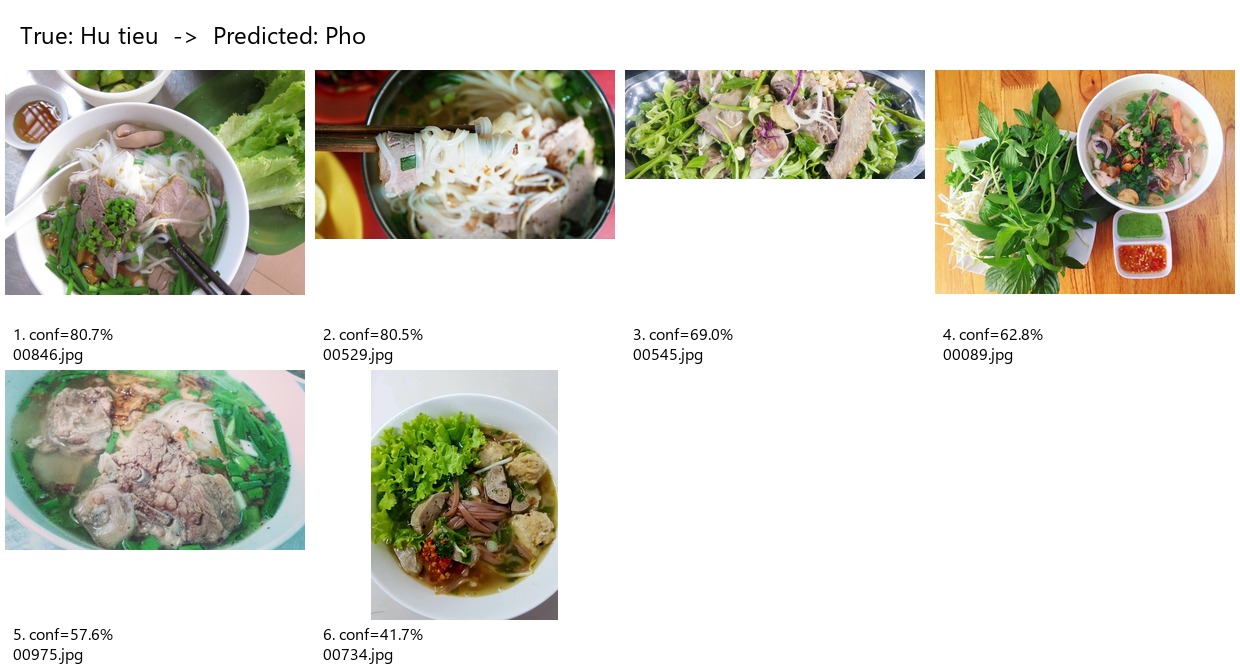 True: Hu tieu -> Predicted: Pho
1. conf=80.7%
00846.jpg
2. conf=80.5%
00529.jpg
3. conf=69.0%
00545.jpg
4. conf=62.8%
00089.jpg
5. conf=57.6%
00975.jpg
6. conf=41.7%
00734.jpg